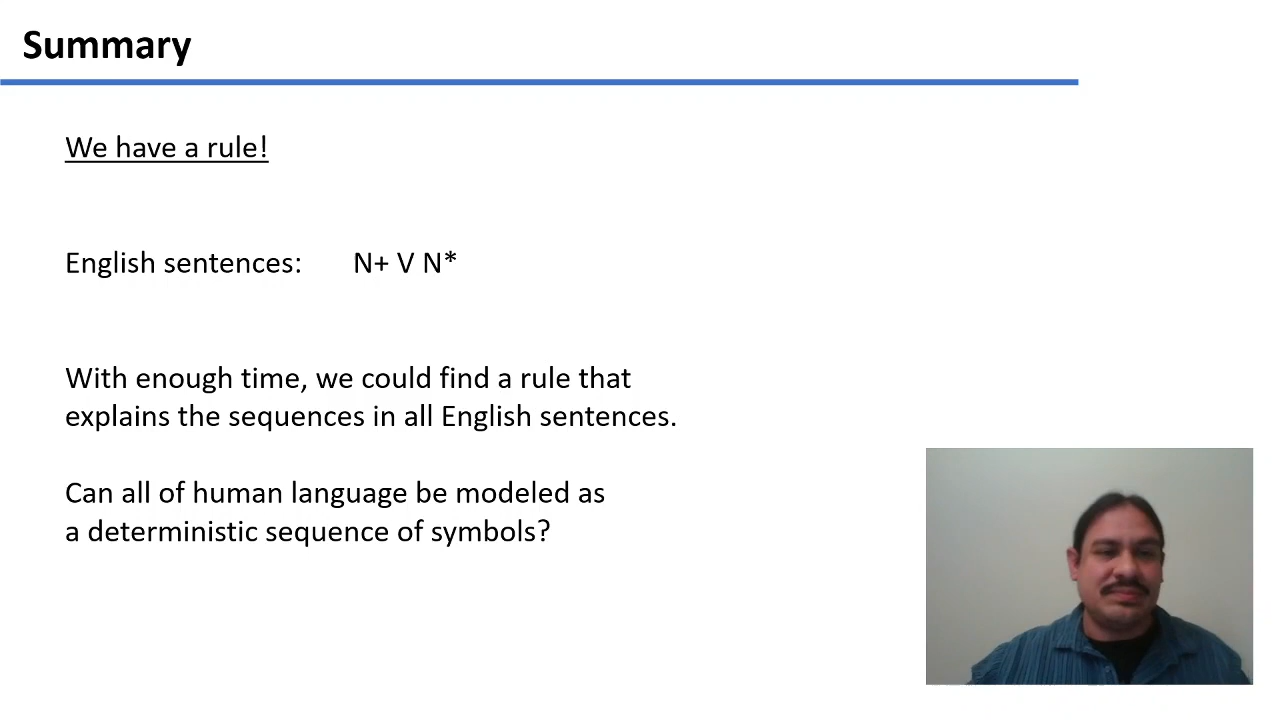 Summary
We have a rule!
English sentences: N+ V N*
With enough time, we could find a rule that
explains the sequences in all English sentences.
Can all of human language be modeled as
a deterministic sequence of symbols?